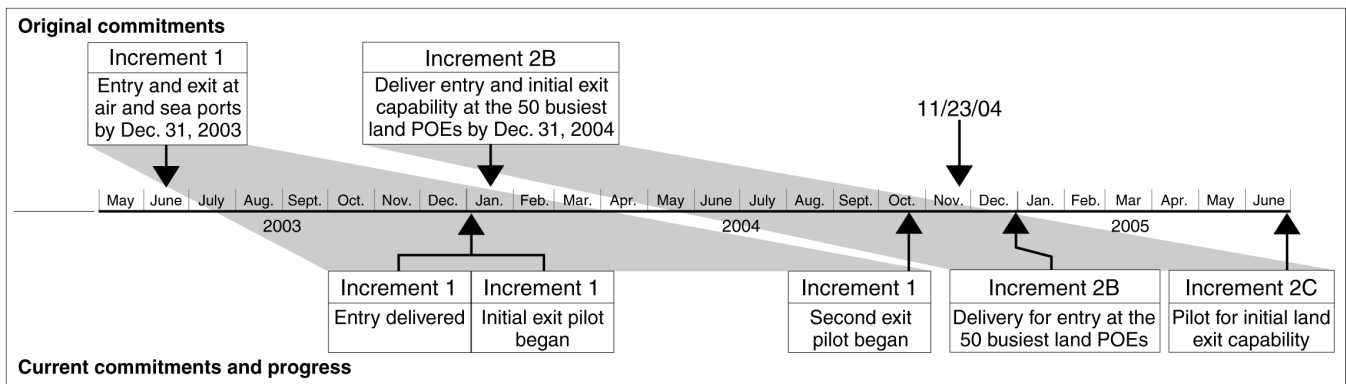 Original commitments
Increment 1
Entry and exit at
air and sea ports
by Dec. 31, 2003
Increment 2B
Deliver entry and initial exit
capability at the 50 busiest
land POEs by Dec. 31, 2004
11/23/04
May June July Aug. Sept. Oct. Nov. Dec. Jan. Feb. Mar. Apr. May June July Aug. Sept. Oct. Nov. Dec. Jan. Feb. Mar Apr. May June
2003 2004 2005
Increment 1
Entry delivered
Increment 1
Initial exit pilot
began
Increment 1
Second exit
pilot began
Increment 2B
Delivery for entry at the
50 busiest land POEs
Increment 2C
Pilot for initial land
exit capability
Current commitments and progress